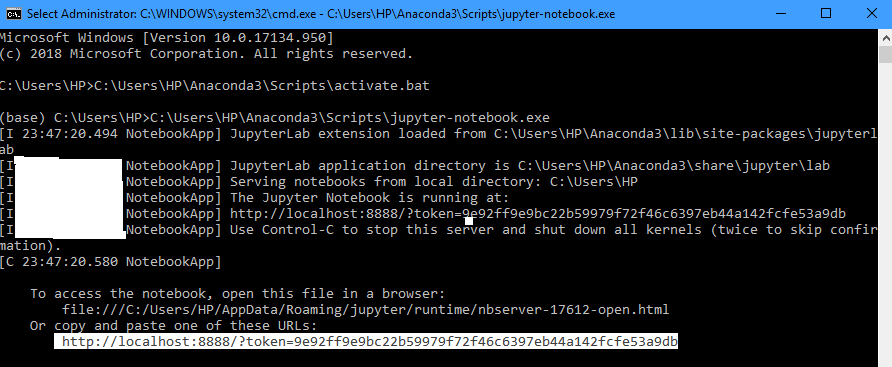 Select Administrator: C:\WINDOWS\system32\cmd.exe - C:\Users\HP\Anaconda3\Scripts\jupyter-notebook.exe
Microsoft Windows [Version 10.0.17134.950]
(c) 2018 Microsoft Corporation. All rights reserved.
C:\Users\HP>C:\Users\HP\Anaconda3\Scripts\activate.bat
(base) C:\Users\HP>C:\Users\HP\Anaconda3\Scripts\jupyter-notebook.exe
[I 23:47:20.494 NotebookApp] JupyterLab extension loaded from C:\Users\HP\Anaconda3\lib\site-packages\jupyterl
ab
[I NotebookApp] JupyterLab application directory is C:\Users\HP\Anaconda3\share\jupyter\lab
[I NotebookApp] Serving notebooks from local directory: C:\Users\HP
[I NotebookApp] The Jupyter Notebook is running at:
[I NotebookApp] http://localhost:8888/?token=9e92ff9e9bc22b59979f72f46c6397eb44a142fcfe53a9db
[I NotebookApp] Use Control-C to stop this server and shut down all kernels (twice to skip confir
mation).
[C 23:47:20.580 NotebookApp]
To access the notebook, open this file in a browser:
file:///C:/Users/HP/AppData/Roaming/jupyter/runtime/nbserver-17612-open.html
Or copy and paste one of these URLs:
http://localhost:8888/?token=9e92ff9e9bc22b59979f72f46c6397eb44a142fcfe53a9db